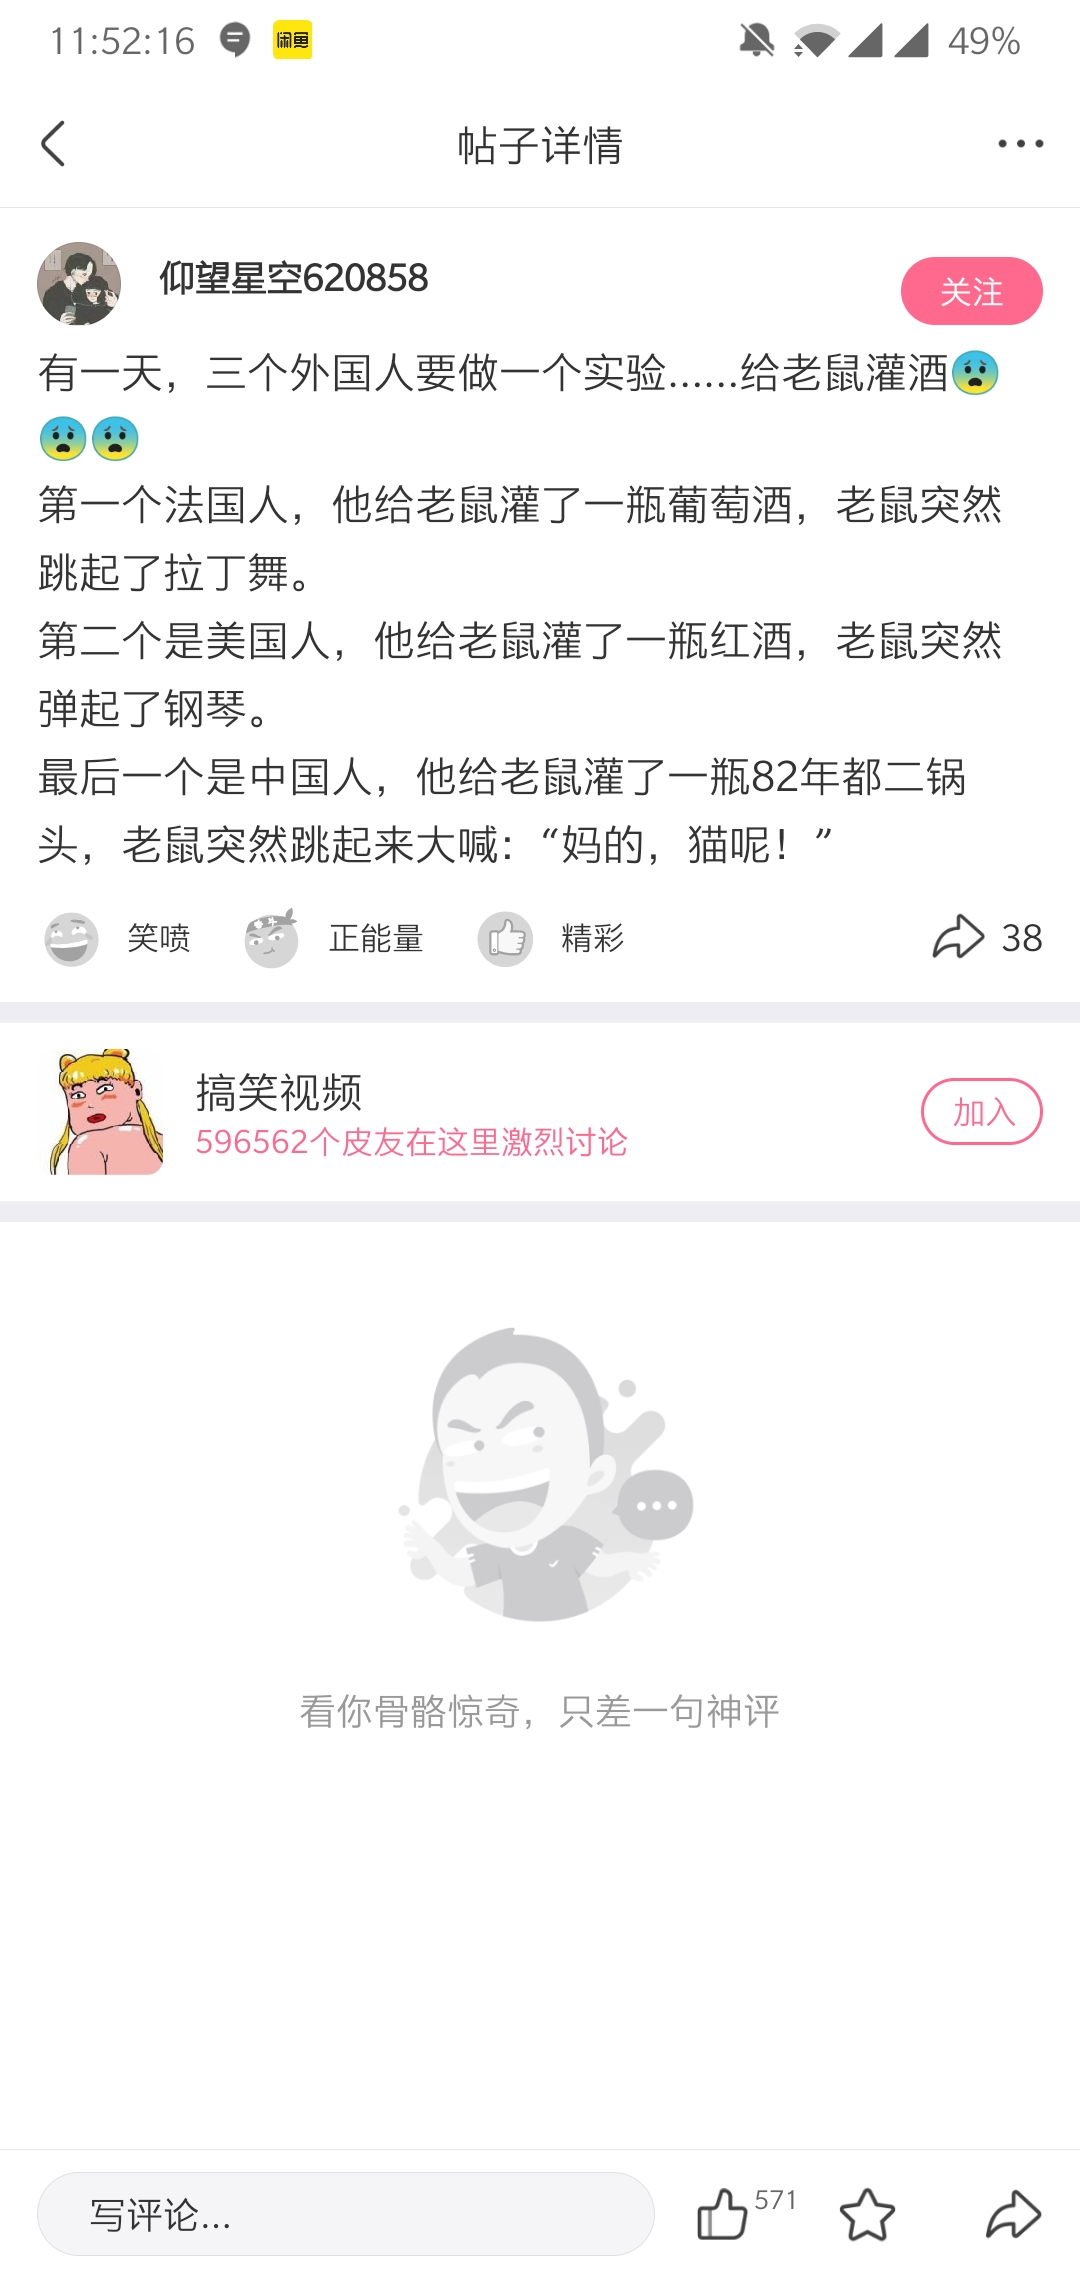 11:52:16 闲鱼 49%
帖子详情
仰望星空620858
关注
有一天，三个外国人要做一个实验……给老鼠灌酒😨
😨😨
第一个法国人，他给老鼠灌了一瓶葡萄酒，老鼠突然
跳起了拉丁舞。
第二个是美国人，他给老鼠灌了一瓶红酒，老鼠突然
弹起了钢琴。
最后一个是中国人，他给老鼠灌了一瓶82年都二锅
头，老鼠突然跳起来大喊：“妈的，猫呢！”
笑喷 正能量 精彩 38
搞笑视频
596562个皮友在这里激烈讨论
加入
看你骨骼惊奇，只差一句神评
写评论... 571